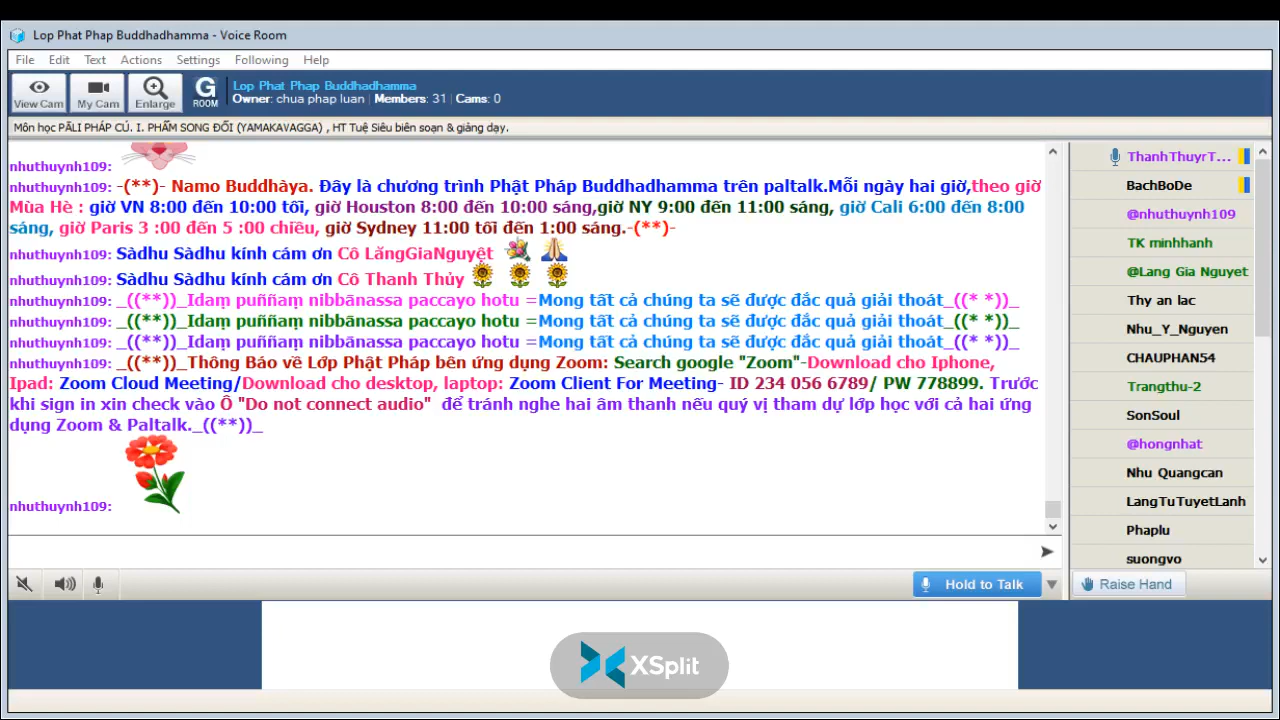 Lop Phat Phap Buddhadhamma - Voice Room
File Edit Text Actions Settings Following Help
View Cam My Cam Enlarge G ROOM
Lop Phat Phap Buddhadhamma
Owner: chua phap luan | Members: 31 | Cams: 0
Môn học PĀLI PHÁP CÚ. I. PHẨM SONG ĐỐI (YAMAKAVAGGA) , HT Tuệ Siêu biên soạn & giảng dạy.
nhuthuynh109:
nhuthuynh109: -(**)- Namo Buddhàya. Đây là chương trình Phật Pháp Buddhadhamma trên paltalk.Mỗi ngày hai giờ,theo giờ
Mùa Hè : giờ VN 8:00 đến 10:00 tối, giờ Houston 8:00 đến 10:00 sáng,giờ NY 9:00 đến 11:00 sáng, giờ Cali 6:00 đến 8:00
sáng, giờ Paris 3 :00 đến 5 :00 chiều, giờ Sydney 11:00 tối đến 1:00 sáng.-(**)-
nhuthuynh109: Sàdhu Sàdhu kính cám ơn Cô LăngGiaNguyệt
nhuthuynh109: Sàdhu Sàdhu kính cám ơn Cô Thanh Thủy
nhuthuynh109: _((**))_Idaṃ puññaṃ nibbānassa paccayo hotu =Mong tất cả chúng ta sẽ được đắc quả giải thoát_((* *))_
nhuthuynh109: _((**))_Idaṃ puññaṃ nibbānassa paccayo hotu =Mong tất cả chúng ta sẽ được đắc quả giải thoát_((* *))_
nhuthuynh109: _((**))_Idaṃ puññaṃ nibbānassa paccayo hotu =Mong tất cả chúng ta sẽ được đắc quả giải thoát_((* *))_
nhuthuynh109: _((**))_Thông Báo về Lớp Phật Pháp bên ứng dụng Zoom: Search google "Zoom"-Download cho Iphone,
Ipad: Zoom Cloud Meeting/Download cho desktop, laptop: Zoom Client For Meeting- ID 234 056 6789/ PW 778899. Trước
khi sign in xin check vào Ô "Do not connect audio" để tránh nghe hai âm thanh nếu quý vị tham dự lớp học với cả hai ứng
dụng Zoom & Paltalk._((**))_
nhuthuynh109:
ThanhThuyrT...
BachBoDe
@nhuthuynh109
TK minhhanh
@Lang Gia Nguyet
Thy an lac
Nhu_Y_Nguyen
CHAUPHAN54
Trangthu-2
SonSoul
@hongnhat
Nhu Quangcan
LangTuTuyetLanh
Phaplu
suongvo
Hold to Talk
Raise Hand
XSplit